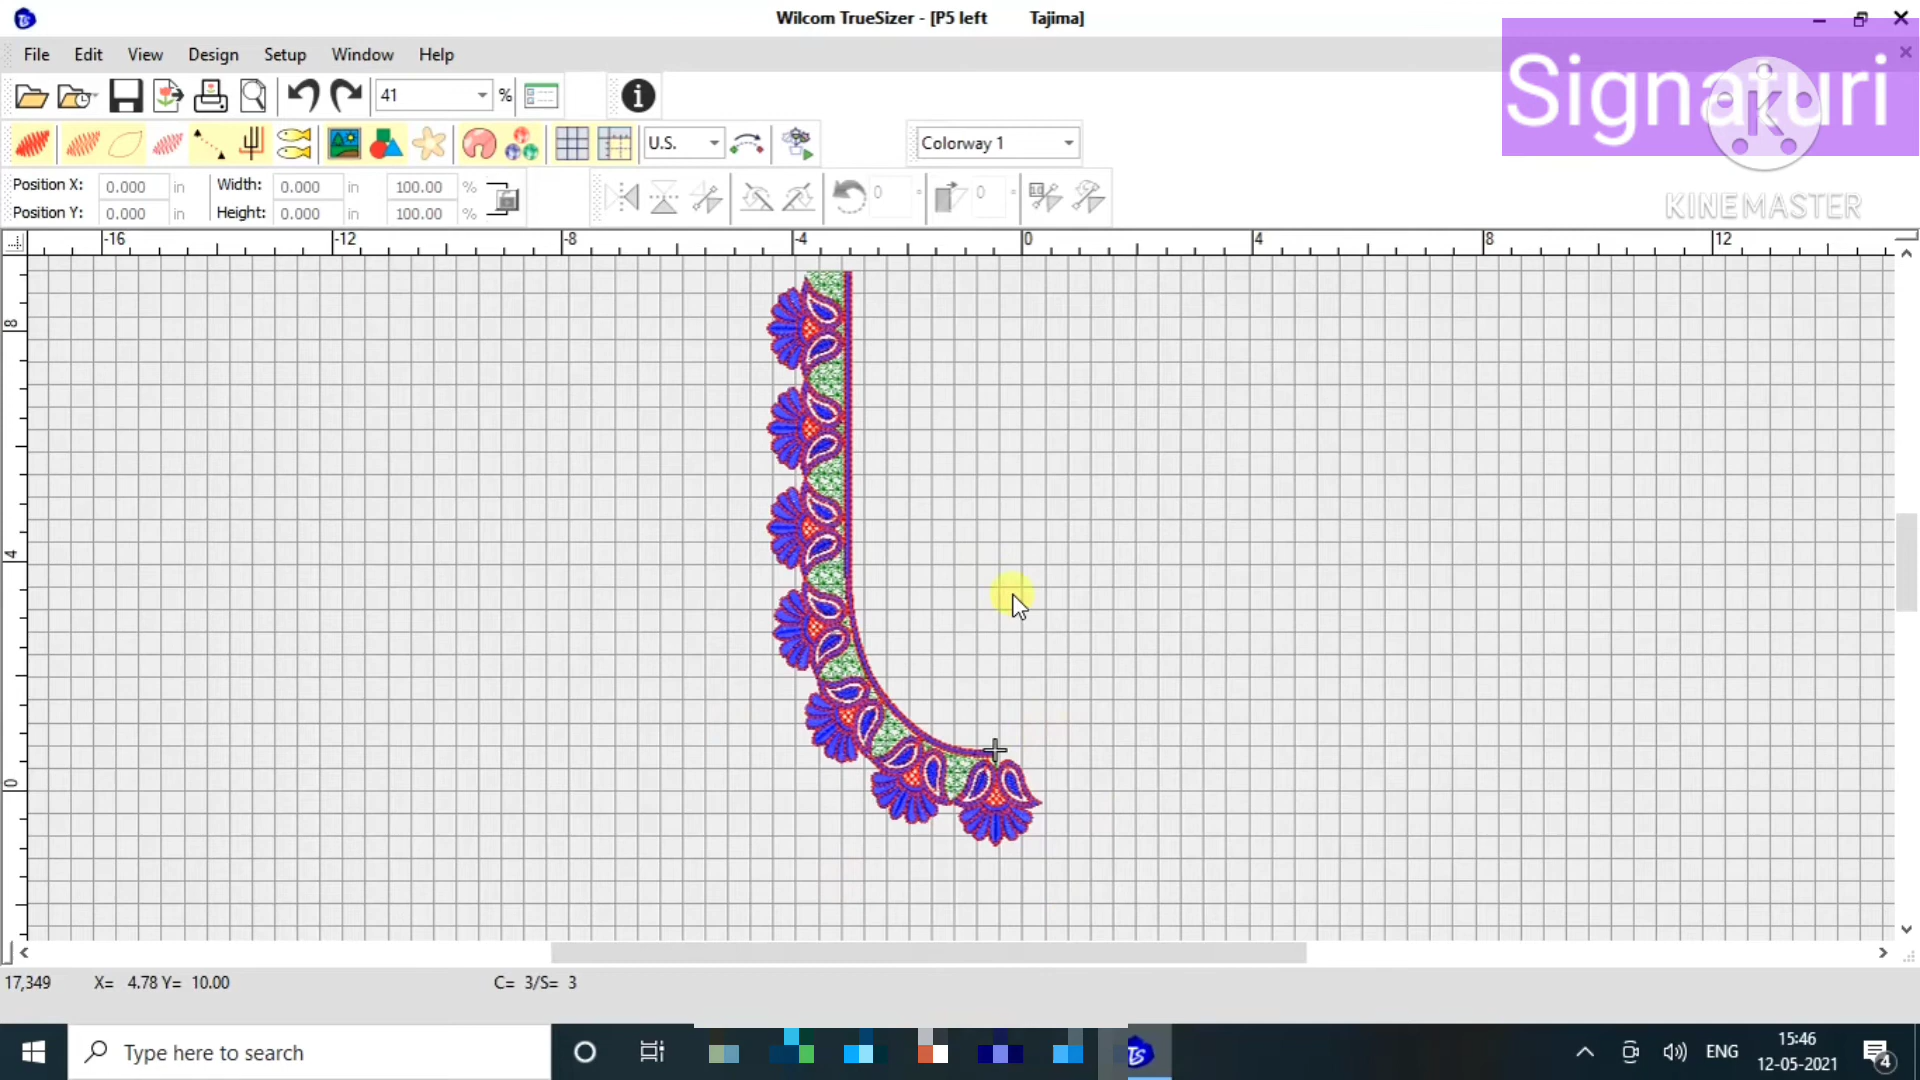 Wilcom TrueSizer - [P5 left Tajima]
File Edit View Design Setup Window Help
Signaturi
K
KINEMASTER
41 %
U.S.
Colorway 1
Position X: 0.000 in Width: 0.000 in 100.00 % 0 ° 0 °
Position Y: 0.000 in Height: 0.000 in 100.00 %
-16 -12 -8 -4 0 4 8 12
8
4
0
17,349 X= 4.78 Y= 10.00 C= 3/S= 3
Type here to search
TS
ENG
15:46
12-05-2021
4